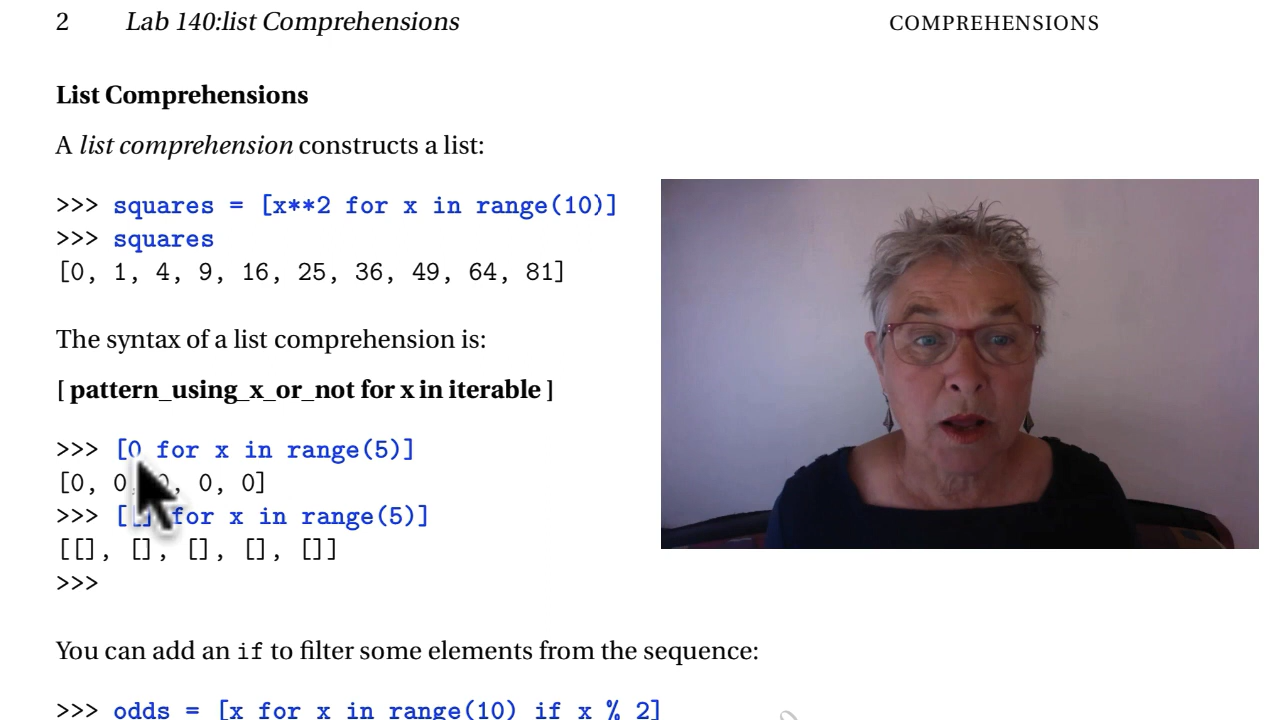 2 Lab 140:list Comprehensions COMPREHENSIONS
List Comprehensions
A list comprehension constructs a list:
>>> squares = [x**2 for x in range(10)]
>>> squares
[0, 1, 4, 9, 16, 25, 36, 49, 64, 81]
The syntax of a list comprehension is:
[ pattern_using_x_or_not for x in iterable ]
>>> [0 for x in range(5)]
[0, 0, 0, 0, 0]
>>> [[] for x in range(5)]
[[], [], [], [], []]
>>>
You can add an if to filter some elements from the sequence:
>>> odds = [x for x in range(10) if x % 2]